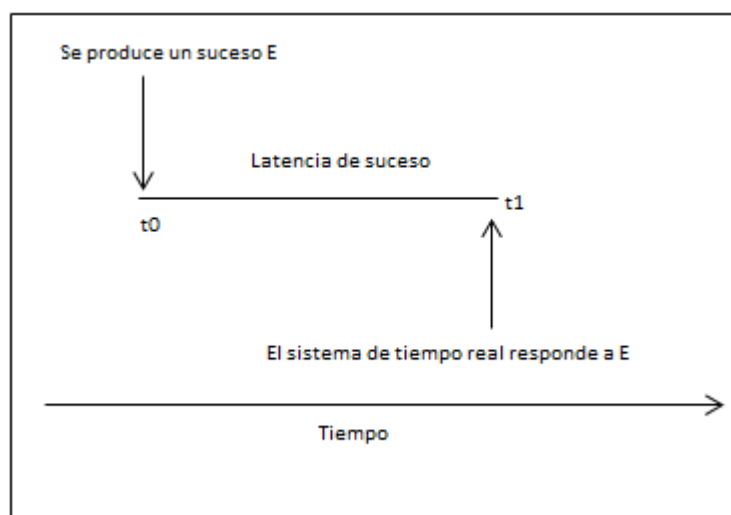 Se produce un suceso E
Latencia de suceso
t0
t1
El sistema de tiempo real responde a E
Tiempo